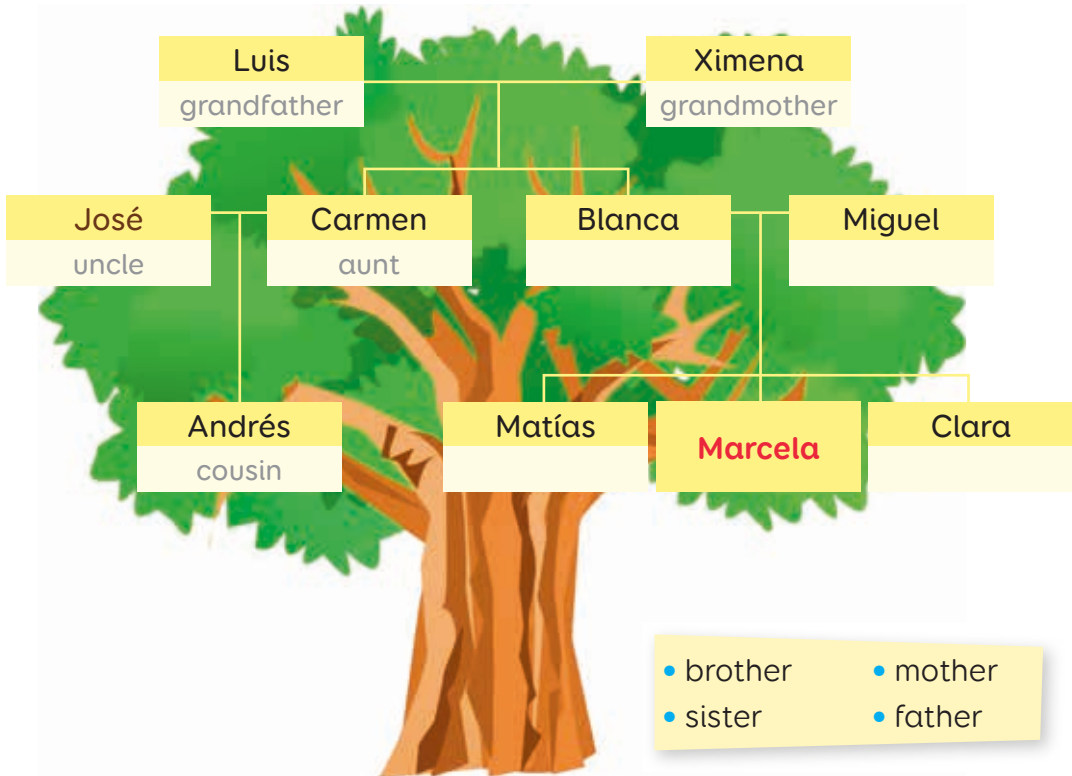 Luis
grandfather
Ximena
grandmother
José
uncle
Carmen
aunt
Blanca
Miguel
Andrés
cousin
Matías
Marcela
Clara
• brother
• mother
• sister
• father